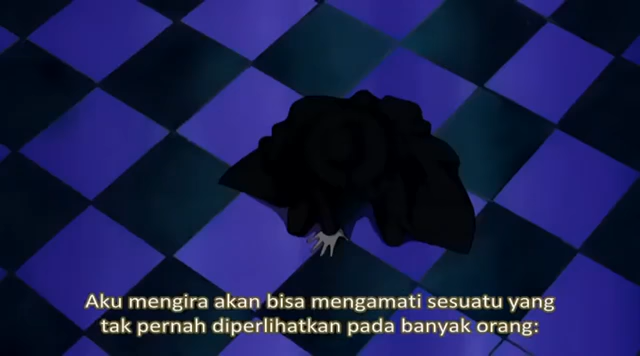 Aku mengira akan bisa mengamati sesuatu yang
tak pernah diperlihatkan pada banyak orang: